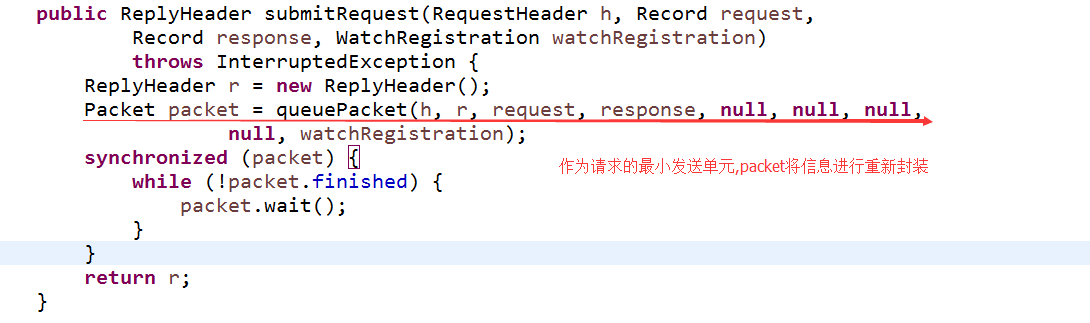 public ReplyHeader submitRequest(RequestHeader h, Record request,
Record response, WatchRegistration watchRegistration)
throws InterruptedException {
ReplyHeader r = new ReplyHeader();
Packet packet = queuePacket(h, r, request, response, null, null, null,
null, watchRegistration);
synchronized (packet) {
作为请求的最小发送单元,packet将信息进行重新封装
while (!packet.finished) {
packet.wait();
}
}
return r;
}